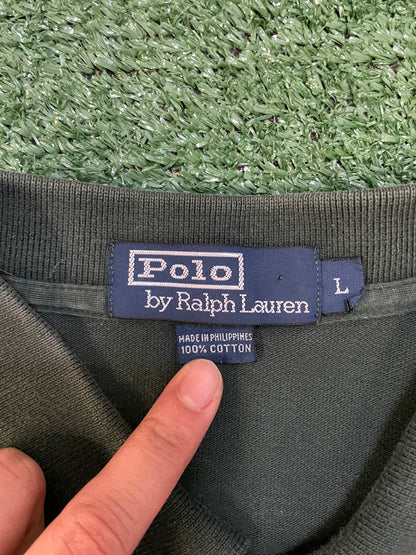 Polo
by Ralph Lauren
L
MADE IN PHILIPPINES
100% COTTON